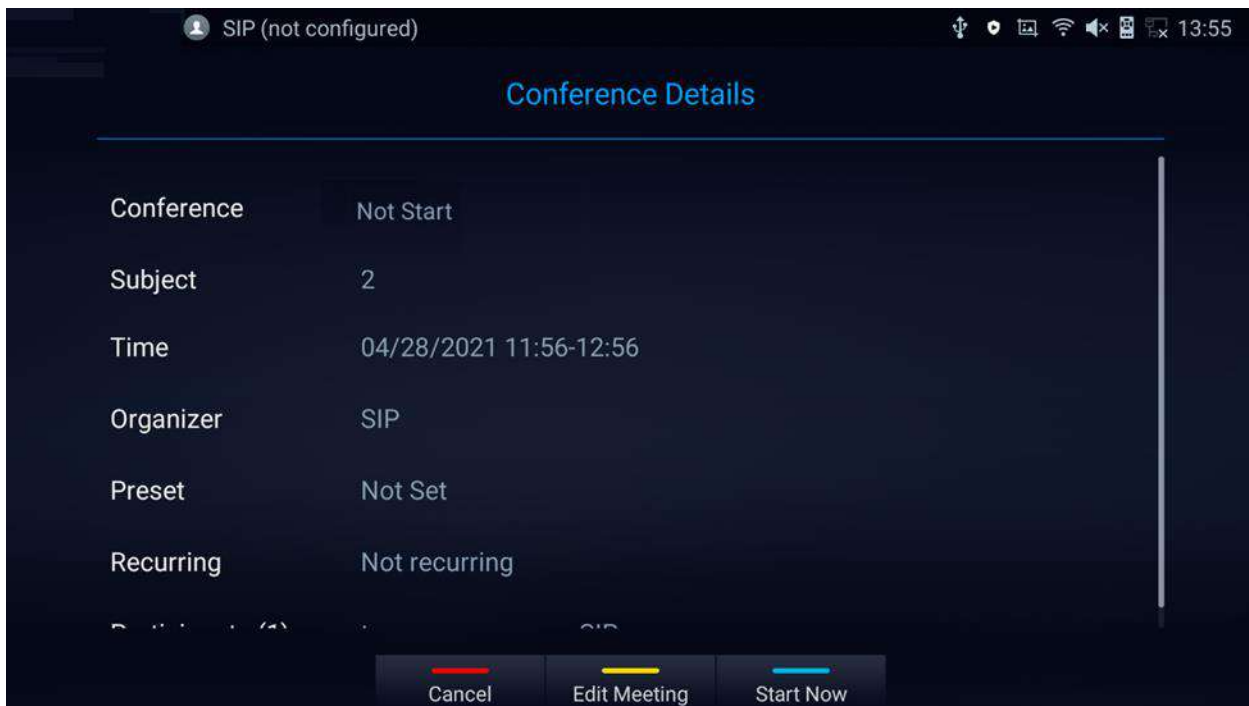 SIP (not configured) 13:55
Conference Details
Conference Not Start
Subject 2
Time 04/28/2021 11:56-12:56
Organizer SIP
Preset Not Set
Recurring Not recurring
Cancel Edit Meeting Start Now